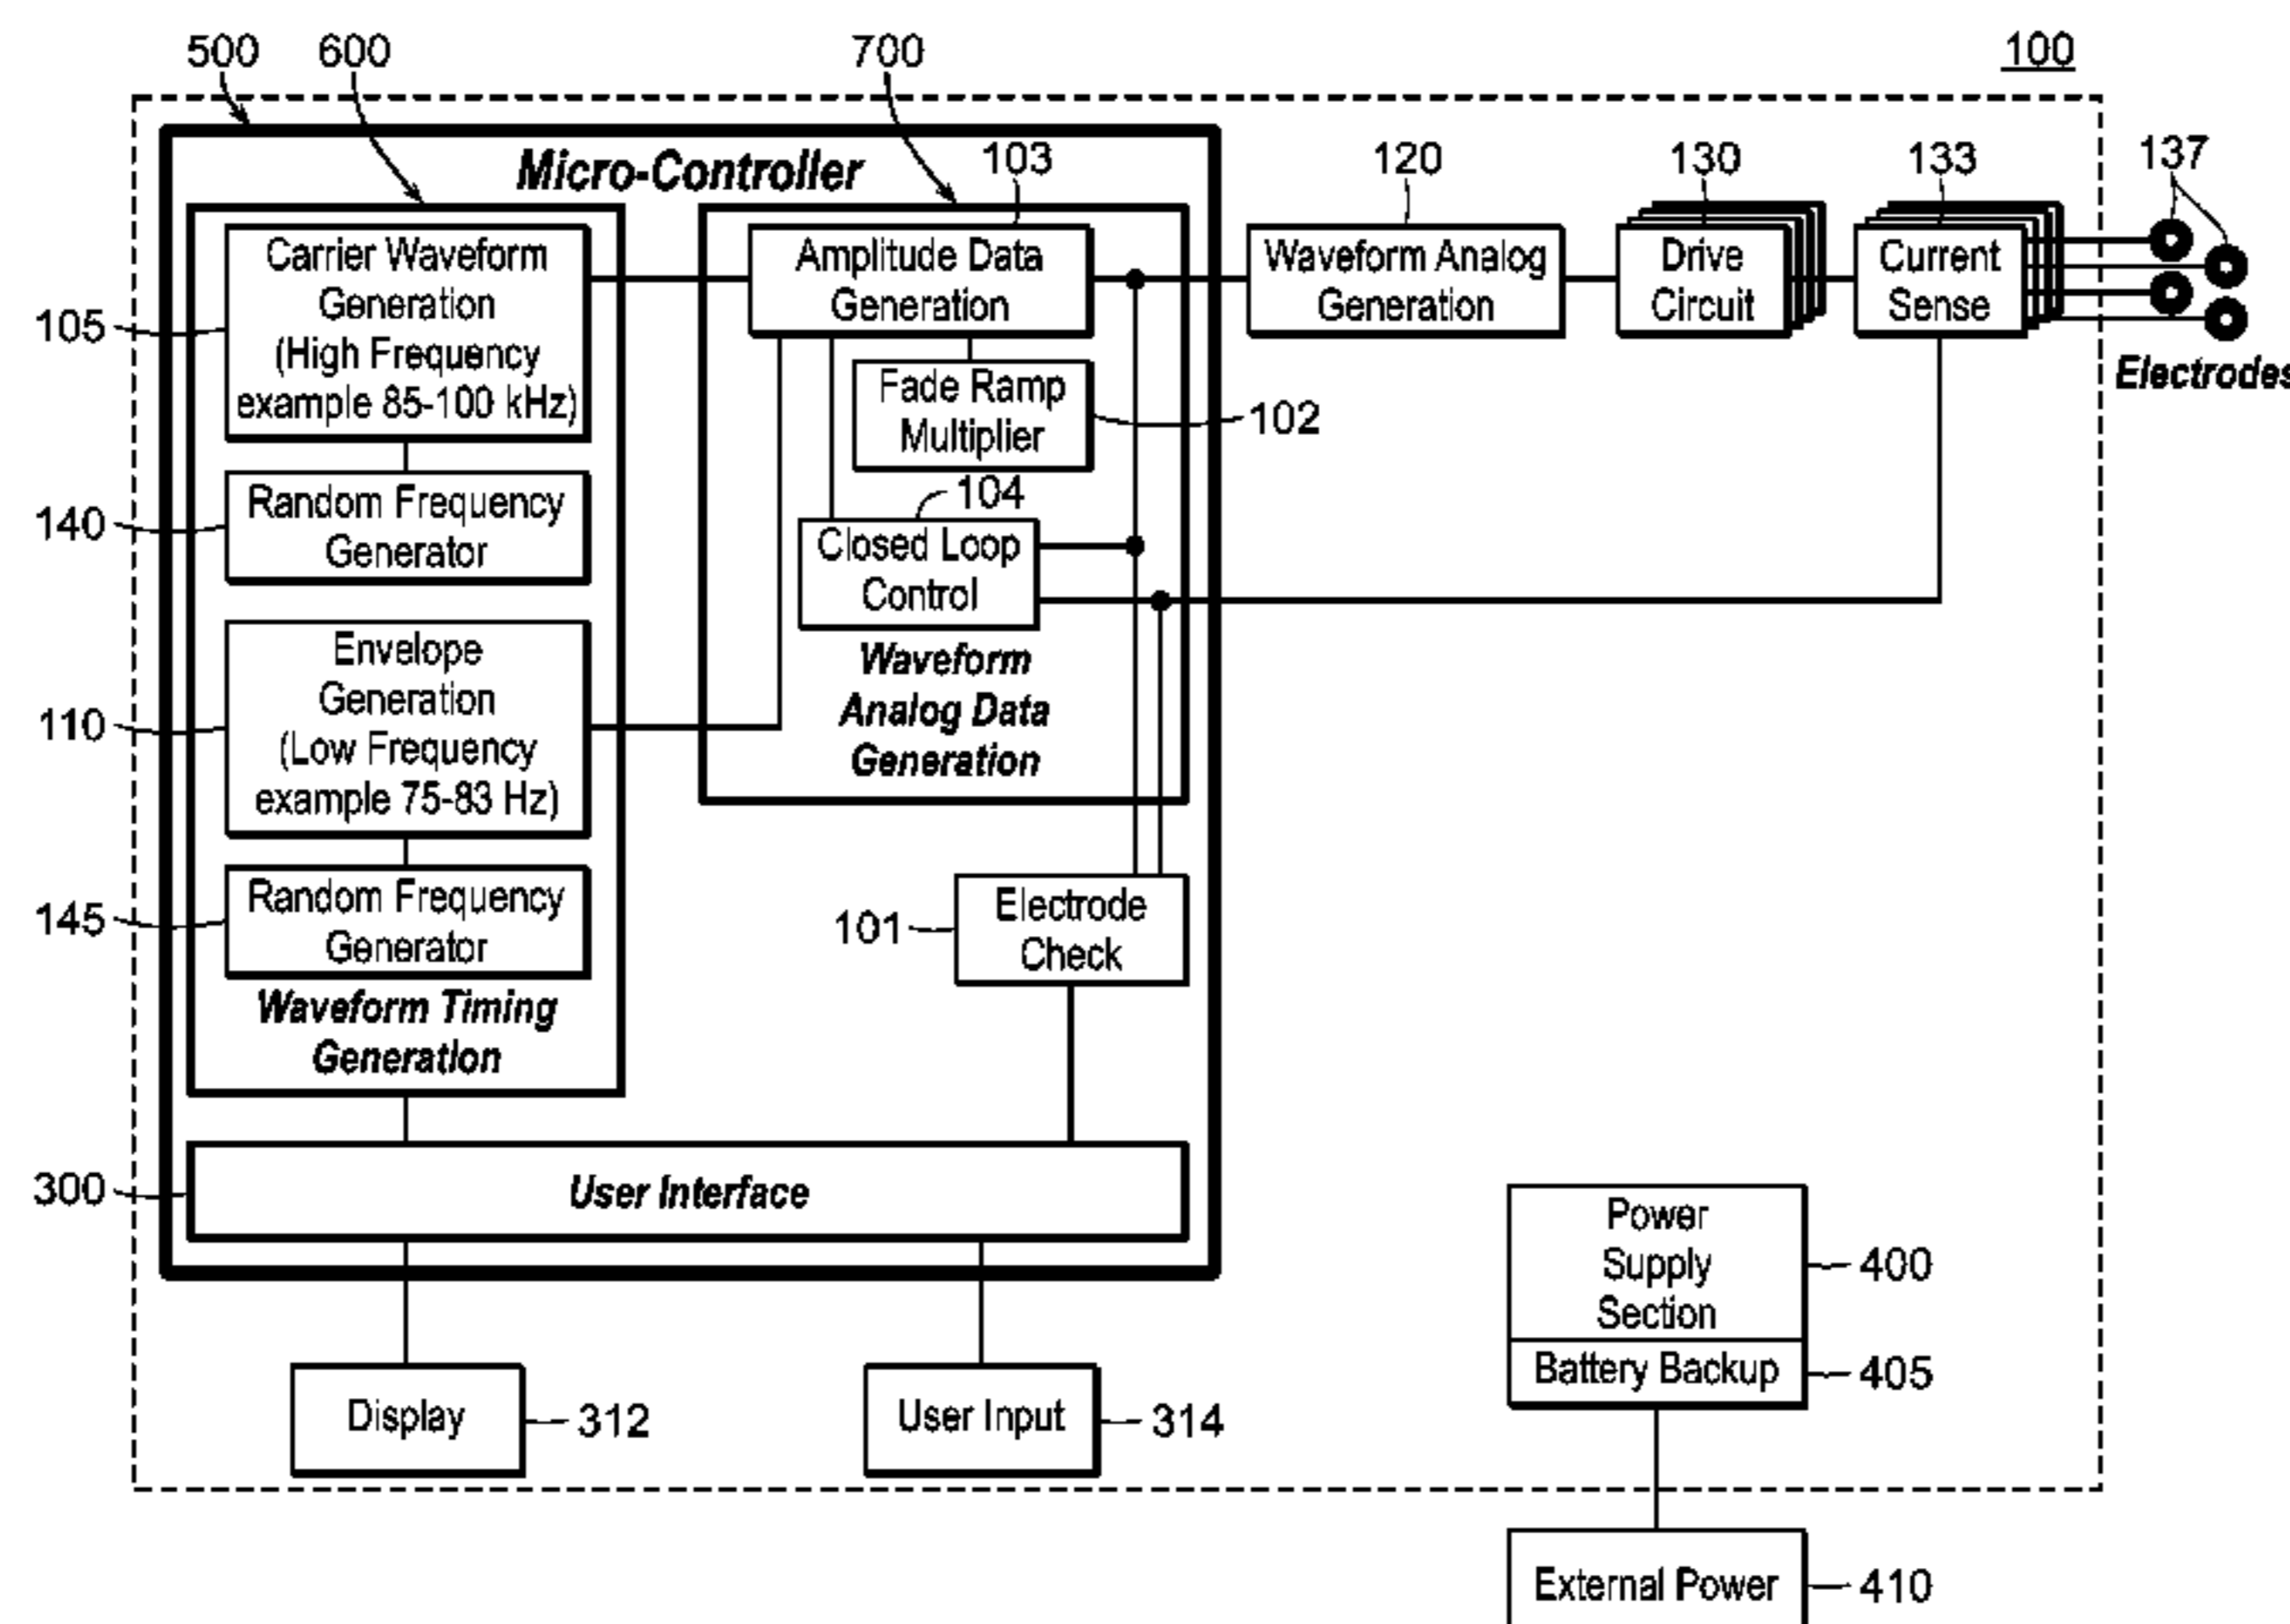 500
600
700
100
Micro-Controller
103
120
130
133
137
Carrier Waveform
Generation
(High Frequency
example 85-100 kHz)
105
Amplitude Data
Generation
Waveform Analog
Generation
Drive
Circuit
Current
Sense
Electrodes
Fade Ramp
Multiplier
102
Random Frequency
Generator
140
104
Closed Loop
Control
Envelope
Generation
(Low Frequency
example 75-83 Hz)
110
Waveform
Analog Data
Generation
Random Frequency
Generator
145
Electrode
Check
101
Waveform Timing
Generation
300
User Interface
Power
Supply
Section
400
Battery Backup
405
Display
312
User Input
314
External Power
410